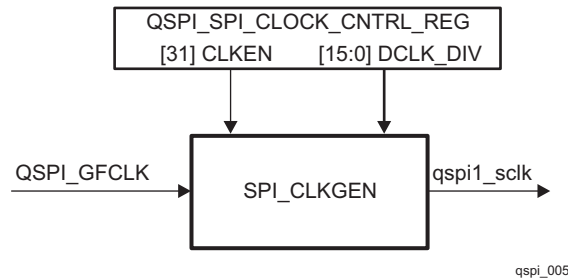 QSPI_SPI_CLOCK_CNTRL_REG
[31] CLKEN [15:0] DCLK_DIV
QSPI_GFCLK
SPI_CLKGEN
qspi1_sclk
qspi_005